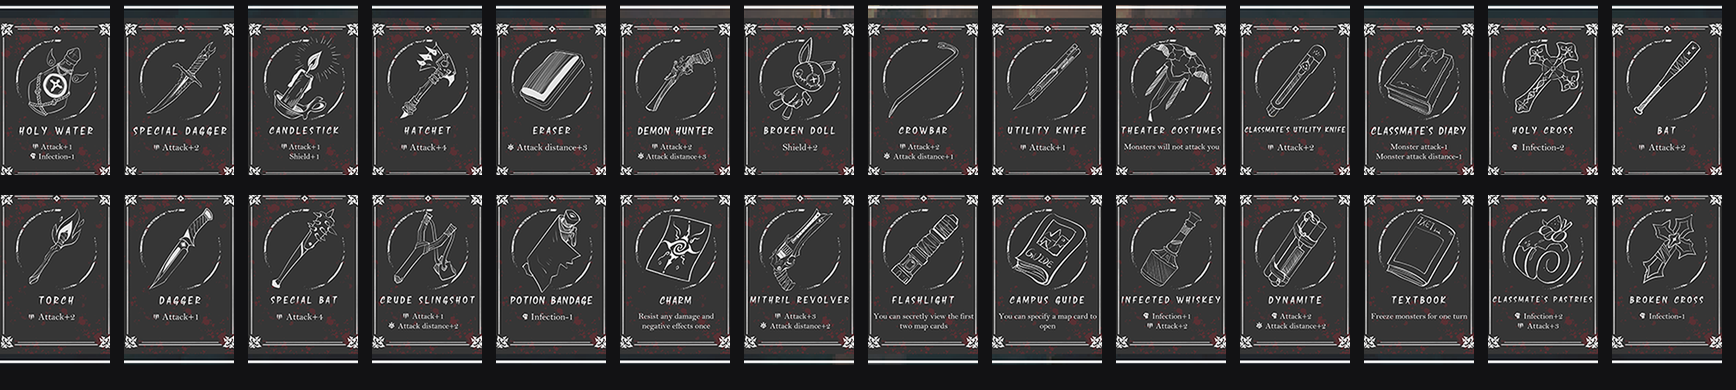 HOLY WATER
Attack+1
Infection-1
SPECIAL DAGGER
Attack+2
CANDLESTICK
Attack+1
Shield+1
HATCHET
Attack+4
ERASER
Attack distance+3
DEMON HUNTER
Attack+2
Attack distance+3
BROKEN DOLL
Shield+2
CROWBAR
Attack+2
Attack distance+1
UTILITY KNIFE
Attack+1
THEATER COSTUMES
Monsters will not attack you
CLASSMATE'S UTILITY KNIFE
Attack+2
CLASSMATE'S DIARY
Monster attack-1
Monster attack distance-1
HOLY CROSS
Infection-2
BAT
Attack+2
TORCH
Attack+2
DAGGER
Attack+1
SPECIAL BAT
Attack+4
CRUDE SLINGSHOT
Attack+1
Attack distance+2
POTION BANDAGE
Infection-1
CHARM
Resist any damage and
negative effects once
MITHRIL REVOLVER
Attack+3
Attack distance+2
FLASHLIGHT
You can secretly view the first
two map cards
GUIDE
CAMPUS GUIDE
You can specify a map card to
open
INFECTED WHISKEY
Infection+1
Attack+2
DYNAMITE
Attack+2
Attack distance+2
TEXTBOOK
Freeze monsters for one turn
CLASSMATE'S PASTRIES
Infection+2
Attack+3
BROKEN CROSS
Infection-1